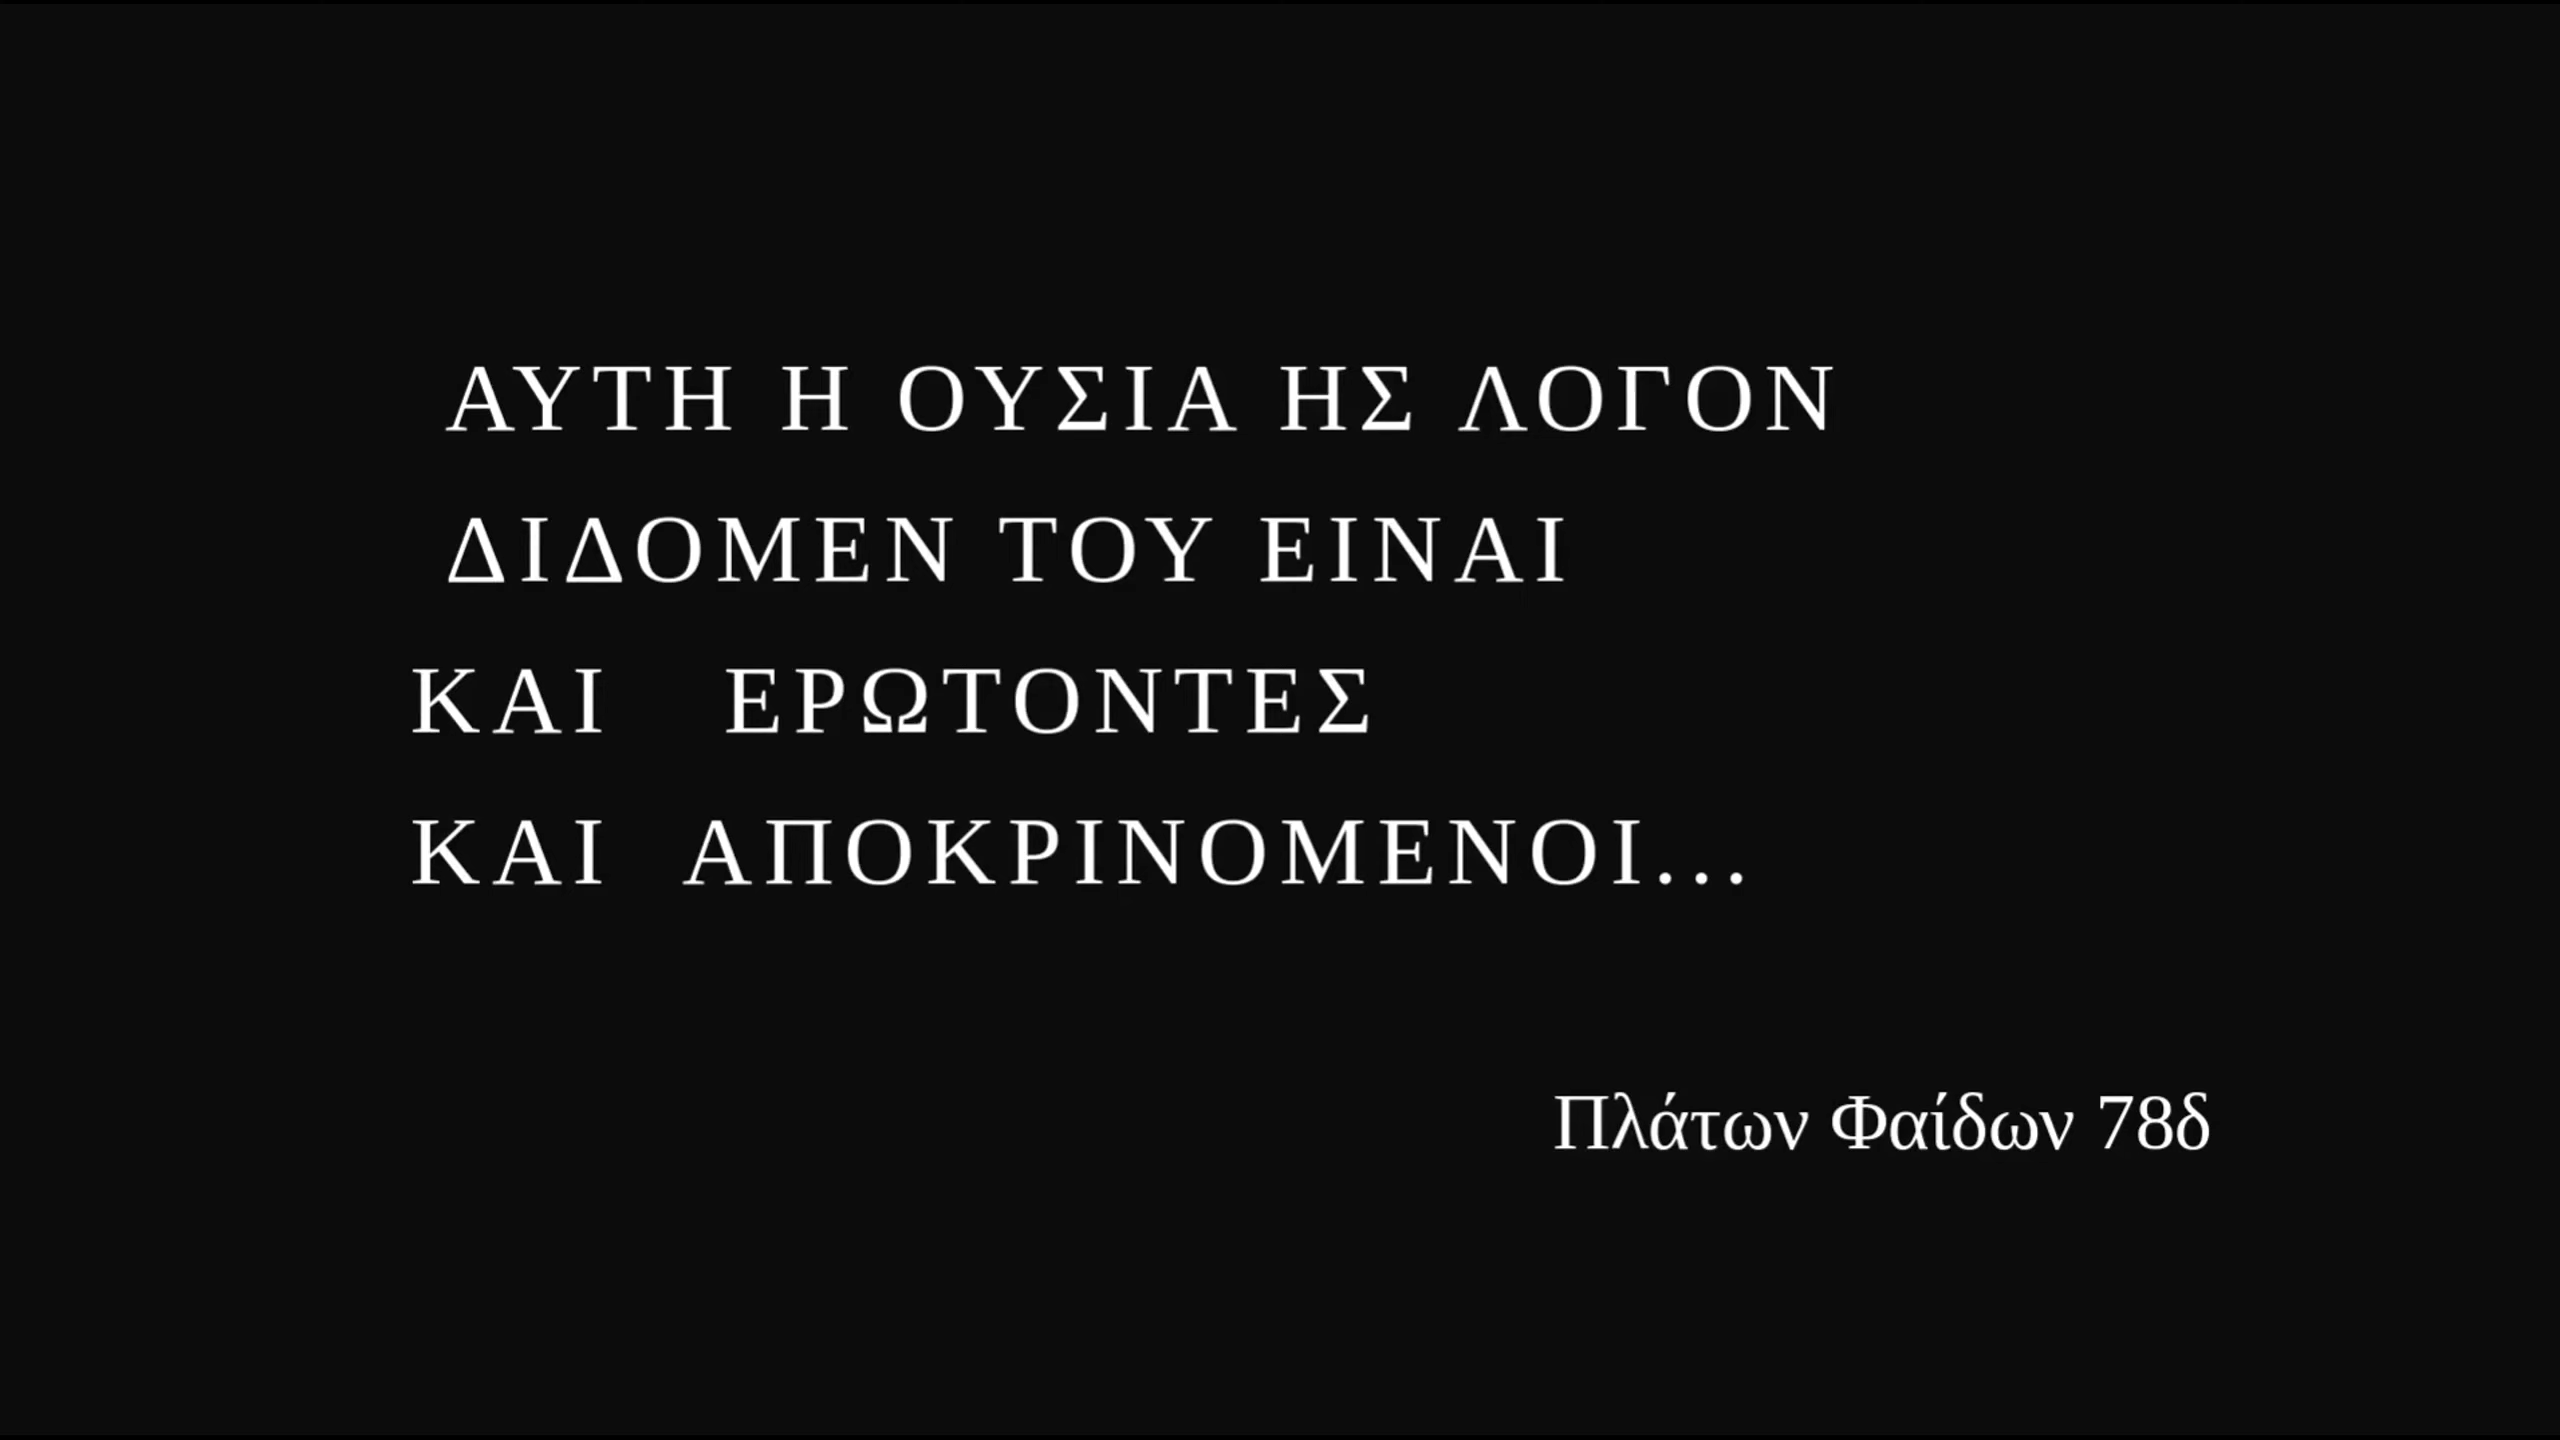 ΑΥΤΗ Η ΟΥΣΙΑ ΗΣ ΛΟΓΟΝ
ΔΙΔΟΜΕΝ ΤΟΥ ΕΙΝΑΙ
ΚΑΙ ΕΡΩΤΟΝΤΕΣ
ΚΑΙ ΑΠΟΚΡΙΝΟΜΕΝΟΙ...
Πλάτων Φαίδων 78δ